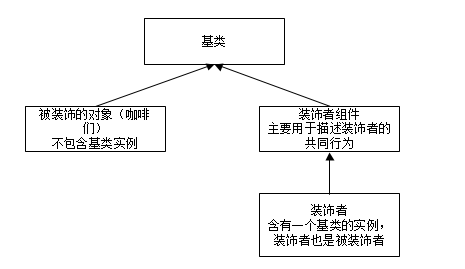 基类
被装饰的对象（咖啡
们）
不包含基类实例
装饰者组件
主要用于描述装饰者的
共同行为
装饰者
含有一个基类的实例，
装饰者也是被装饰者